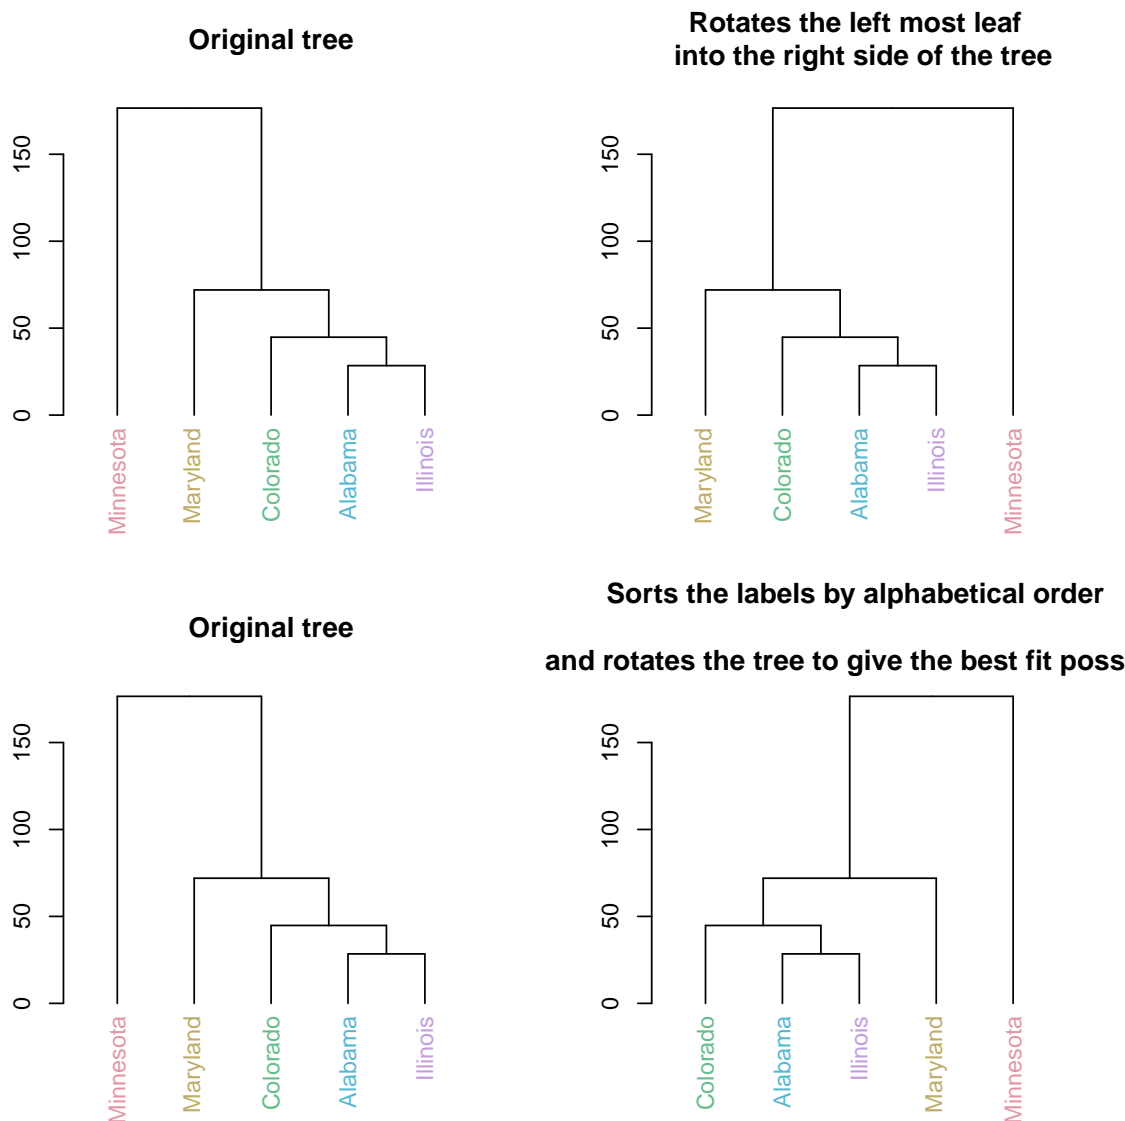 Original tree
Rotates the left most leaf
into the right side of the tree
150
100
50
0
Minnesota
Maryland
Colorado
Alabama
Illinois
150
100
50
0
Maryland
Colorado
Alabama
Illinois
Minnesota
Original tree
Sorts the labels by alphabetical order
and rotates the tree to give the best fit poss
150
100
50
0
Minnesota
Maryland
Colorado
Alabama
Illinois
150
100
50
0
Colorado
Alabama
Illinois
Maryland
Minnesota